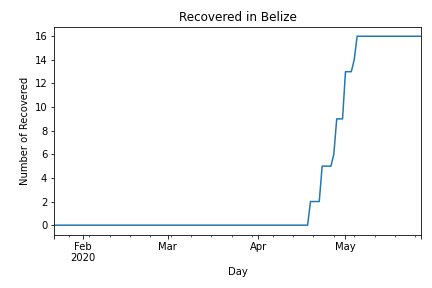 Recovered in Belize
Number of Recovered
16
14
12
10
8
6
4
2
0
Feb
2020
Mar
Apr
May
Day